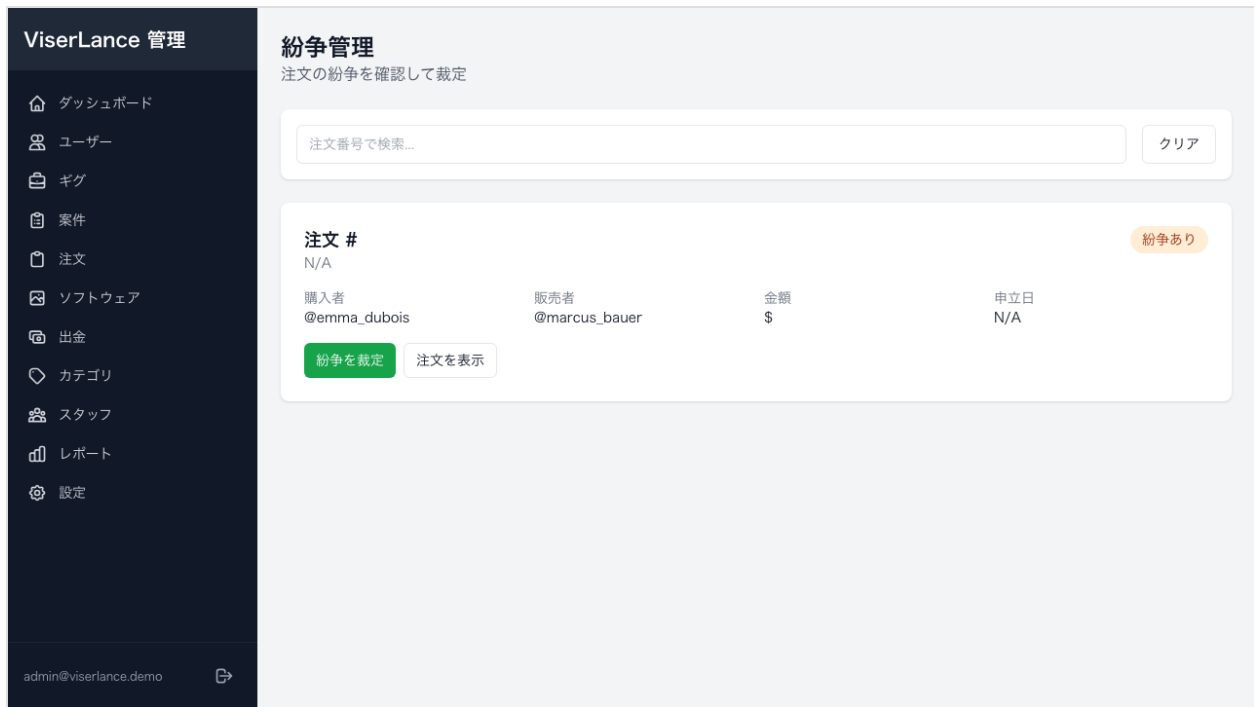 ViserLance 管理
ダッシュボード
ユーザー
ギグ
案件
注文
ソフトウェア
出金
カテゴリ
スタッフ
レポート
設定
admin@viserlance.demo
紛争管理
注文の紛争を確認して裁定
注文番号で検索...
クリア
注文 #
紛争あり
N/A
購入者 販売者 金額 申立日
@emma_dubois @marcus_bauer $ N/A
紛争を裁定 注文を表示